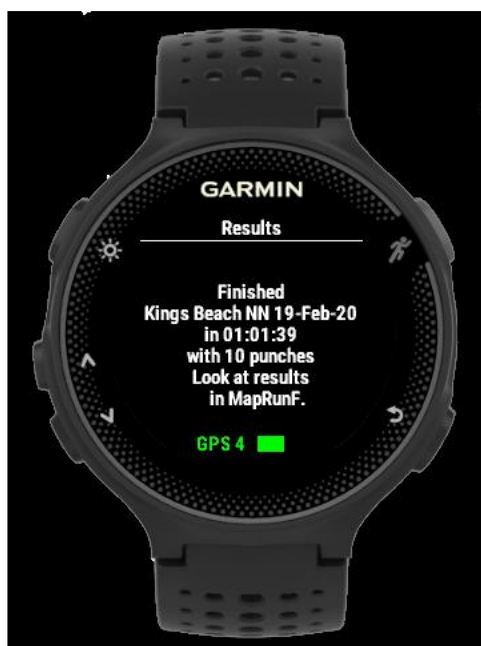 GARMIN
Results
Finished
Kings Beach NN 19-Feb-20
in 01:01:39
with 10 punches
Look at results
in MapRunF.
GPS 4